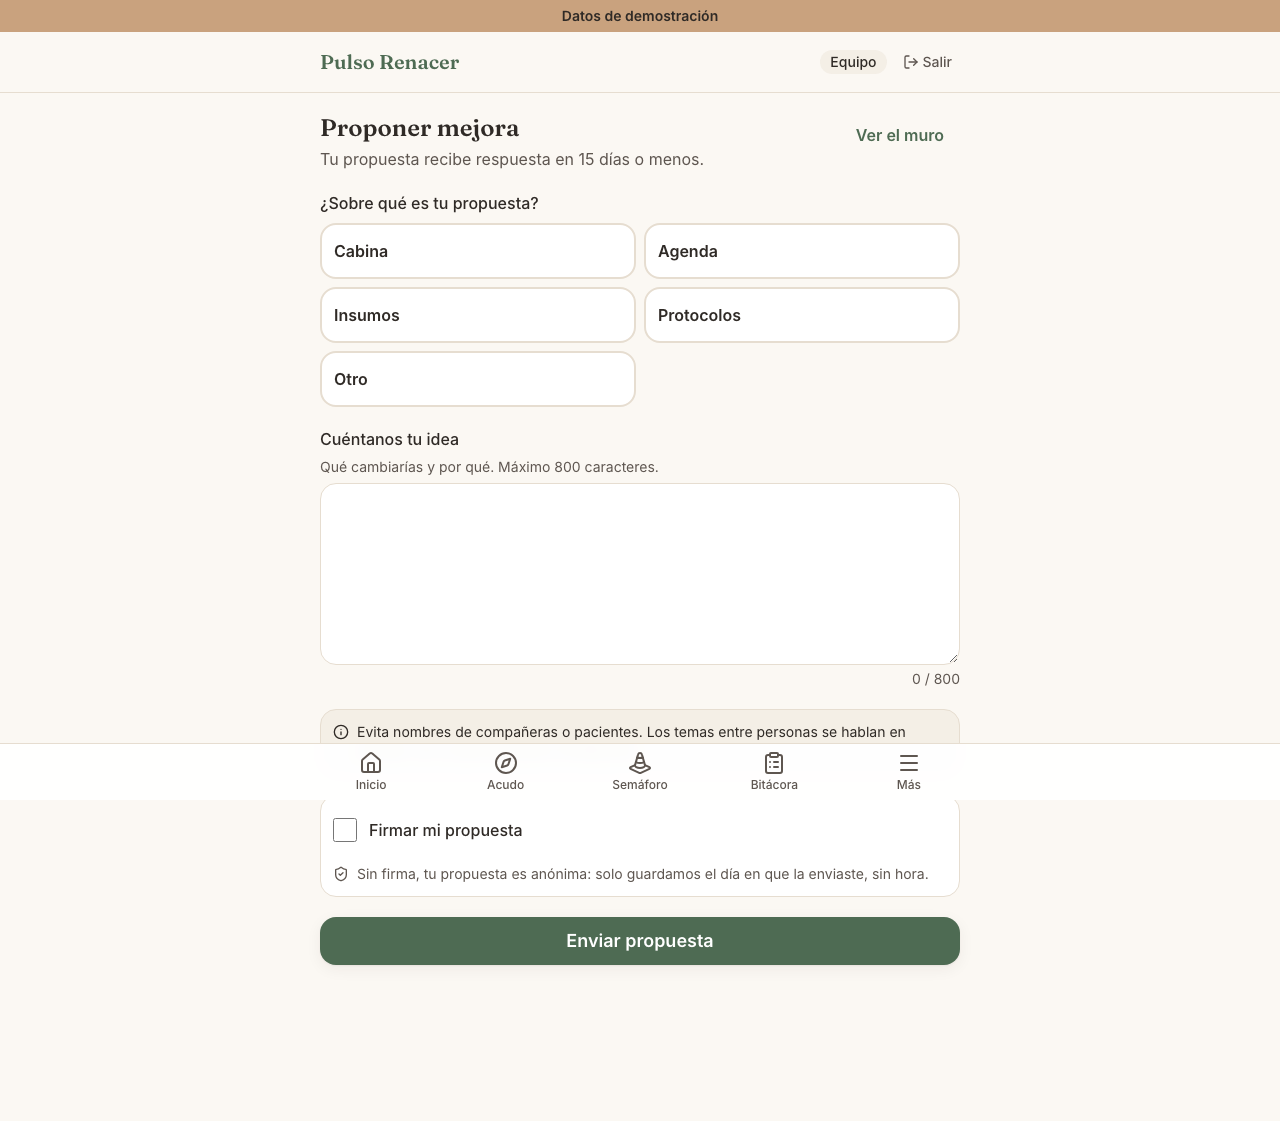 Datos de demostración
Pulso Renacer
Equipo
Salir
Proponer mejora
Ver el muro
Tu propuesta recibe respuesta en 15 días o menos.
¿Sobre qué es tu propuesta?
Cabina
Agenda
Insumos
Protocolos
Otro
Cuéntanos tu idea
Qué cambiarías y por qué. Máximo 800 caracteres.
0 / 800
Evita nombres de compañeras o pacientes. Los temas entre personas se hablan en
Inicio
Acudo
Semáforo
Bitácora
Más
Firmar mi propuesta
Sin firma, tu propuesta es anónima: solo guardamos el día en que la enviaste, sin hora.
Enviar propuesta